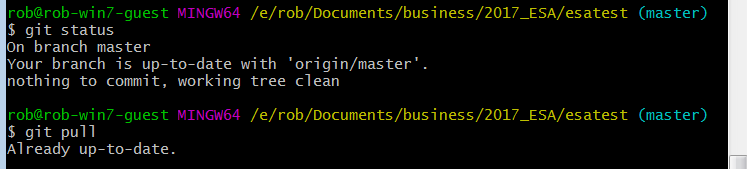 rob@rob-win7-guest MINGW64 /e/rob/Documents/business/2017_ESA/esatest (master)
$ git status
On branch master
Your branch is up-to-date with 'origin/master'.
nothing to commit, working tree clean
rob@rob-win7-guest MINGW64 /e/rob/Documents/business/2017_ESA/esatest (master)
$ git pull
Already up-to-date.